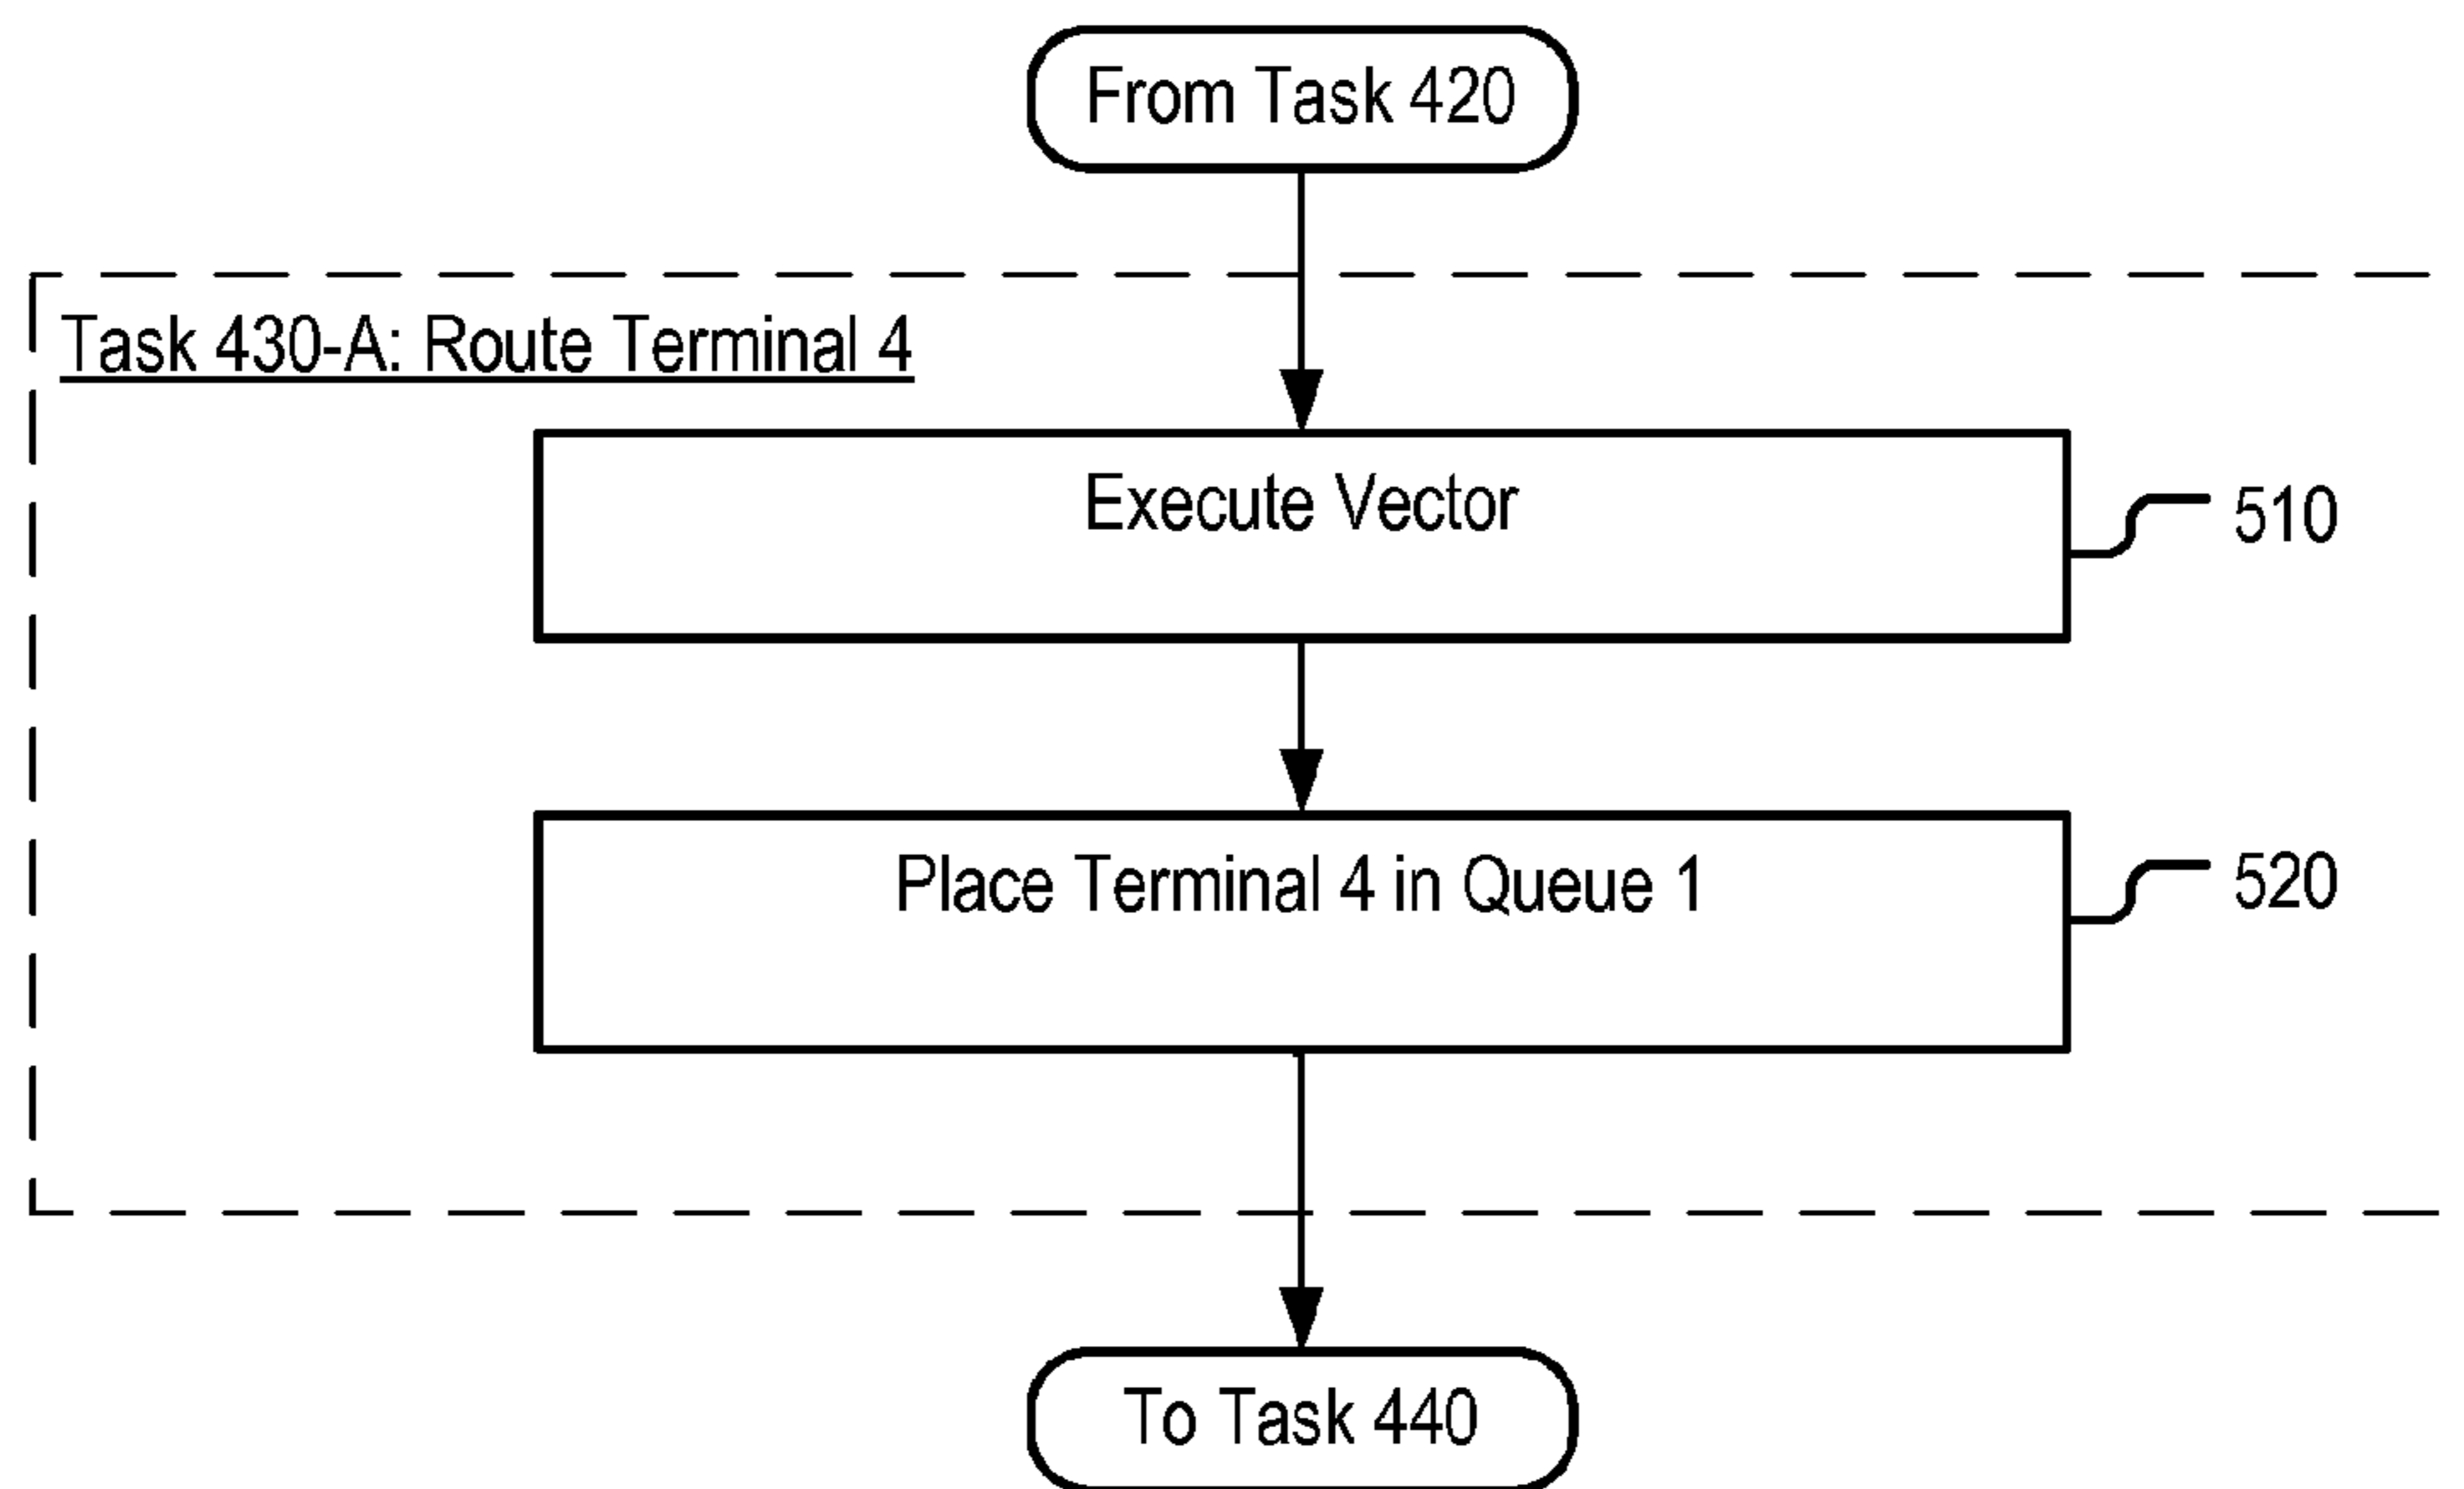 From Task 420
Task 430-A: Route Terminal 4
Execute Vector
510
Place Terminal 4 in Queue 1
520
To Task 440